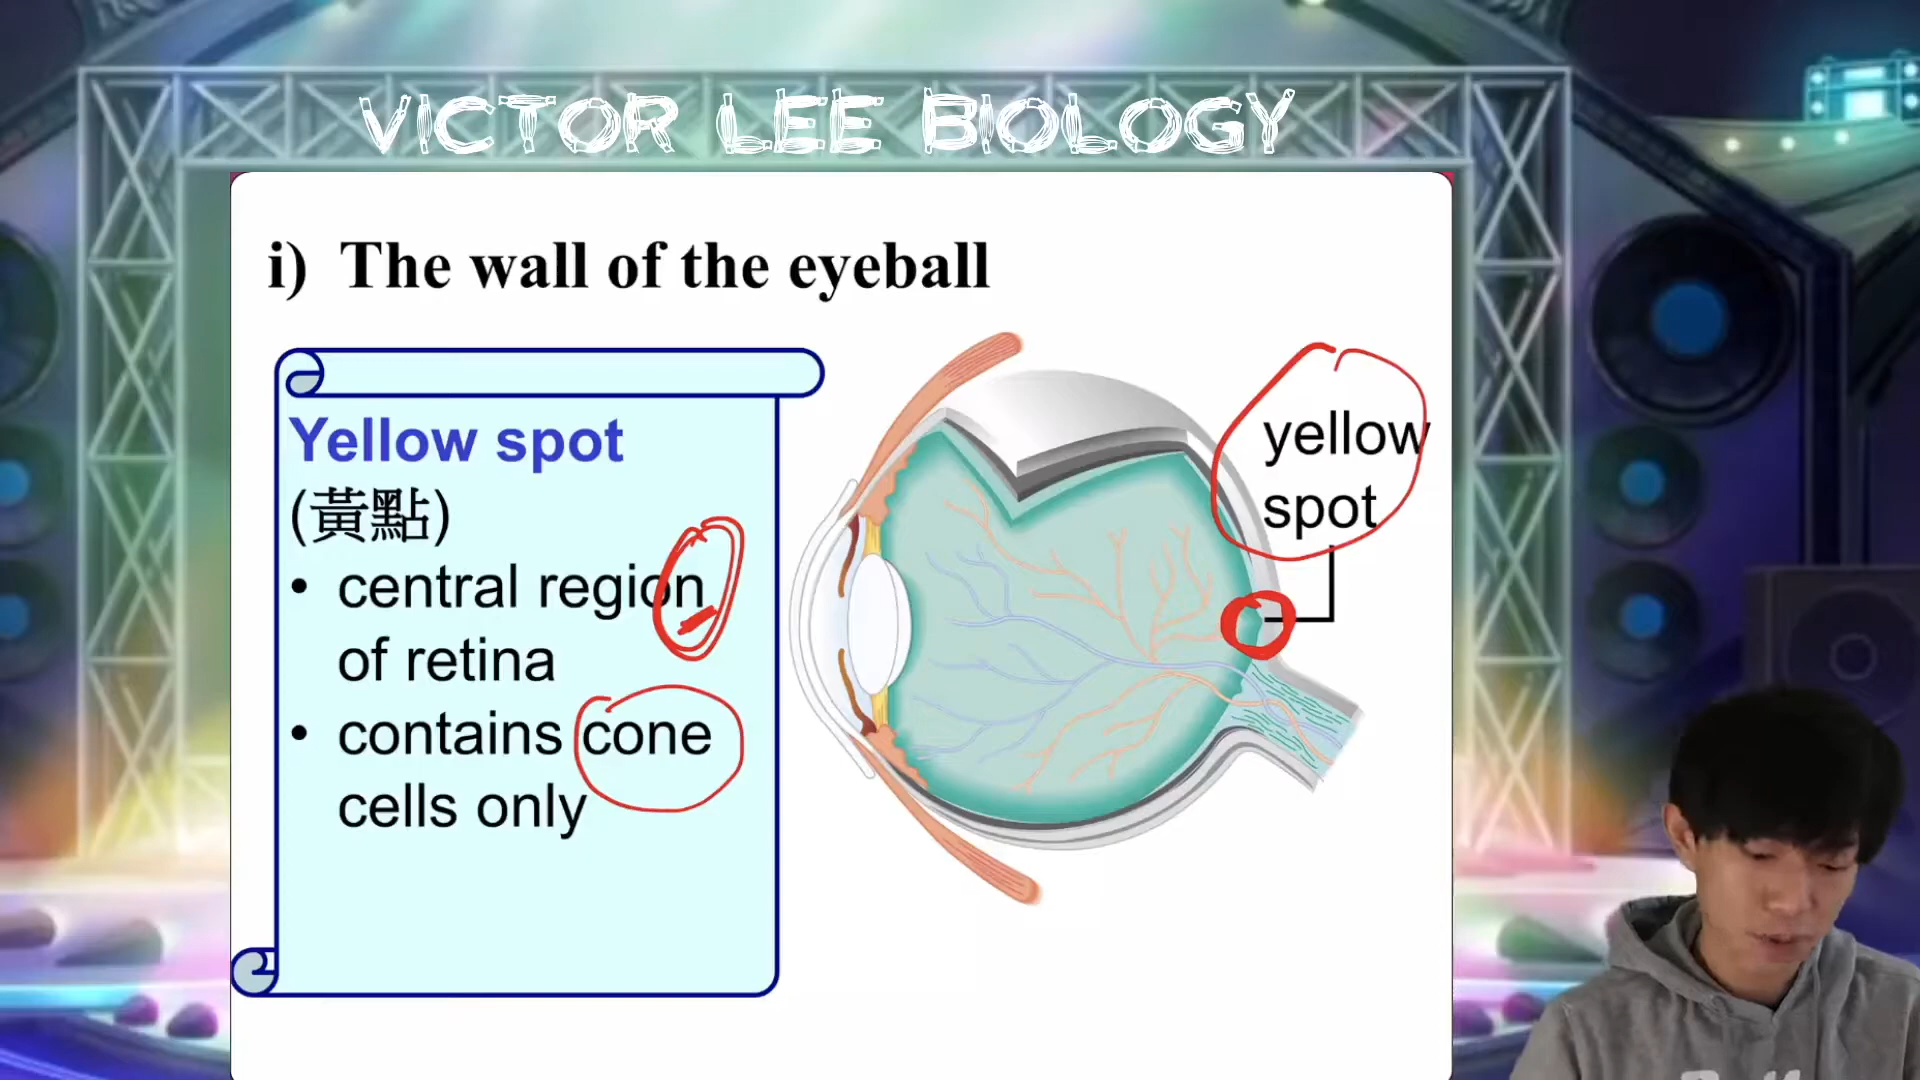 VICTOR LEE BIOLOGY
i) The wall of the eyeball
Yellow spot
(黃點)
• central region
of retina
• contains cone
cells only
yellow
spot